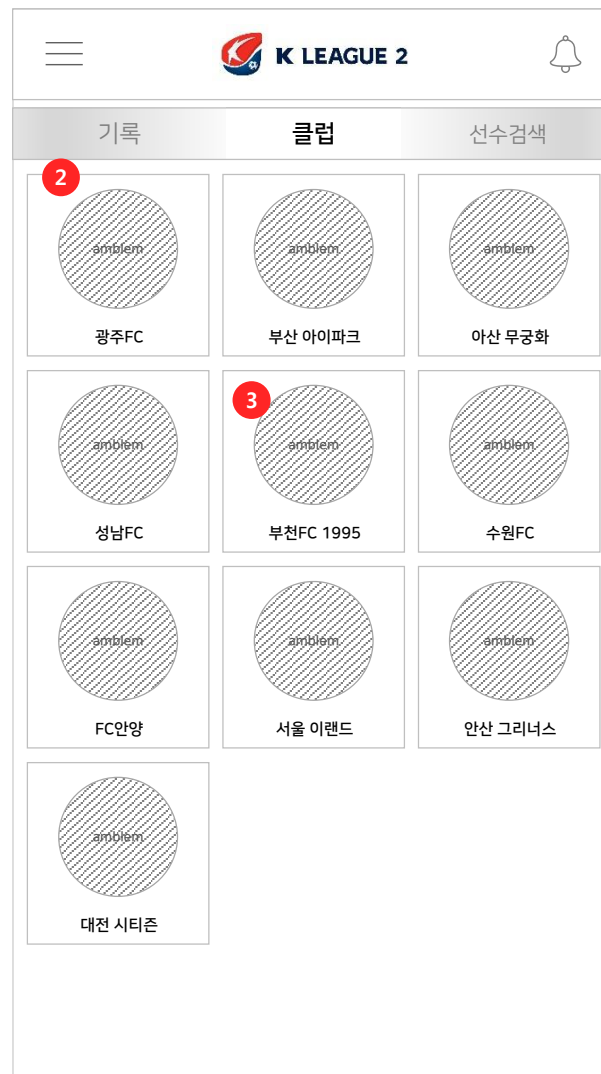 K LEAGUE 2
기록 클럽 선수검색
2
amblem amblem amblem
광주FC 부산 아이파크 아산 무궁화
3
amblem amblem amblem
성남FC 부천FC 1995 수원FC
amblem amblem amblem
FC안양 서울 이랜드 안산 그리너스
amblem
대전 시티즌